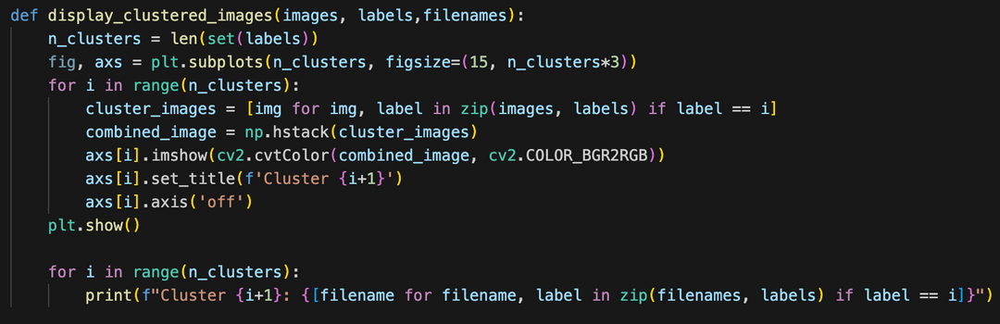 def display_clustered_images(images, labels,filenames):
    n_clusters = len(set(labels))
    fig, axs = plt.subplots(n_clusters, figsize=(15, n_clusters*3))
    for i in range(n_clusters):
        cluster_images = [img for img, label in zip(images, labels) if label == i]
        combined_image = np.hstack(cluster_images)
        axs[i].imshow(cv2.cvtColor(combined_image, cv2.COLOR_BGR2RGB))
        axs[i].set_title(f'Cluster {i+1}')
        axs[i].axis('off')
    plt.show()

    for i in range(n_clusters):
        print(f"Cluster {i+1}: {[filename for filename, label in zip(filenames, labels) if label == i]}")